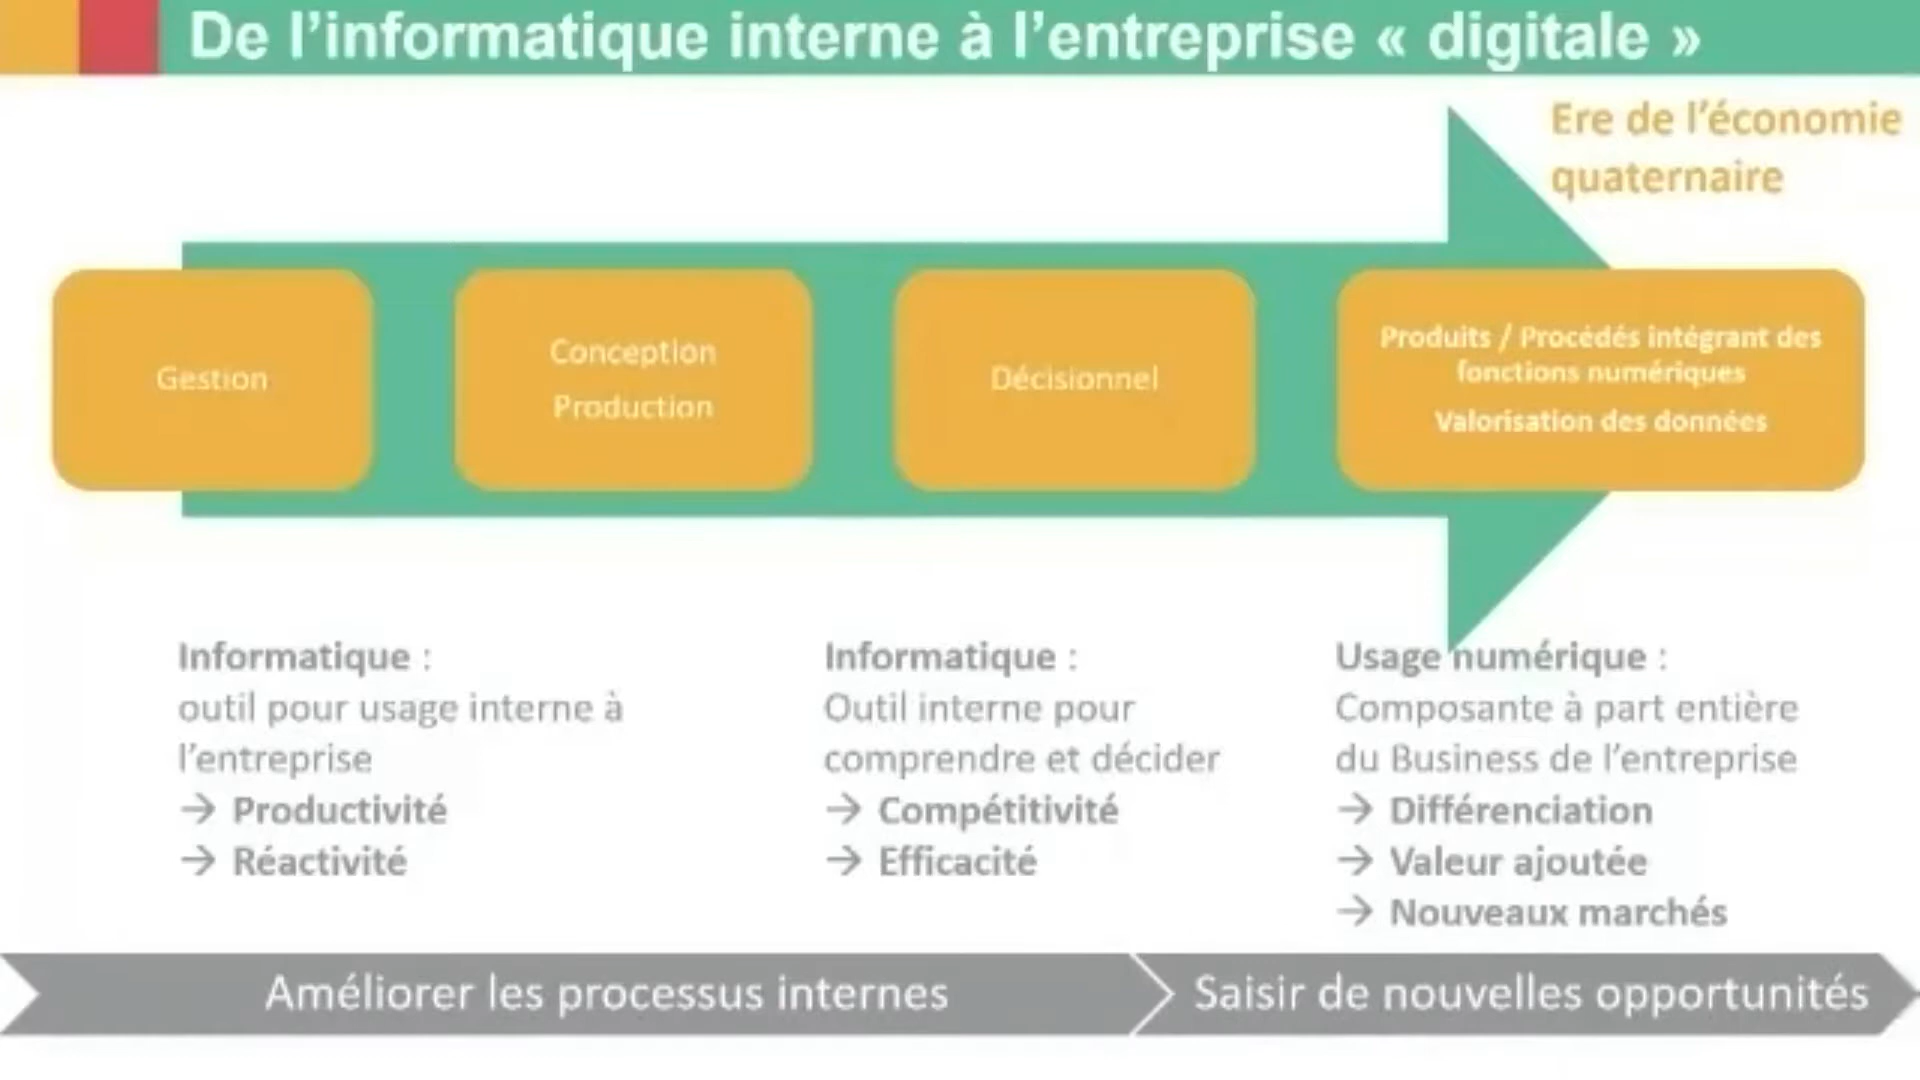 De l’informatique interne à l’entreprise « digitale »
Ere de l’économie
quaternaire
Gestion
Conception
Production
Décisionnel
Produits / Procédés intégrant des
fonctions numériques
Valorisation des données
Informatique :
outil pour usage interne à
l’entreprise
→ Productivité
→ Réactivité
Informatique :
Outil interne pour
comprendre et décider
→ Compétitivité
→ Efficacité
Usage numérique :
Composante à part entière
du Business de l’entreprise
→ Différenciation
→ Valeur ajoutée
→ Nouveaux marchés
Améliorer les processus internes
Saisir de nouvelles opportunités